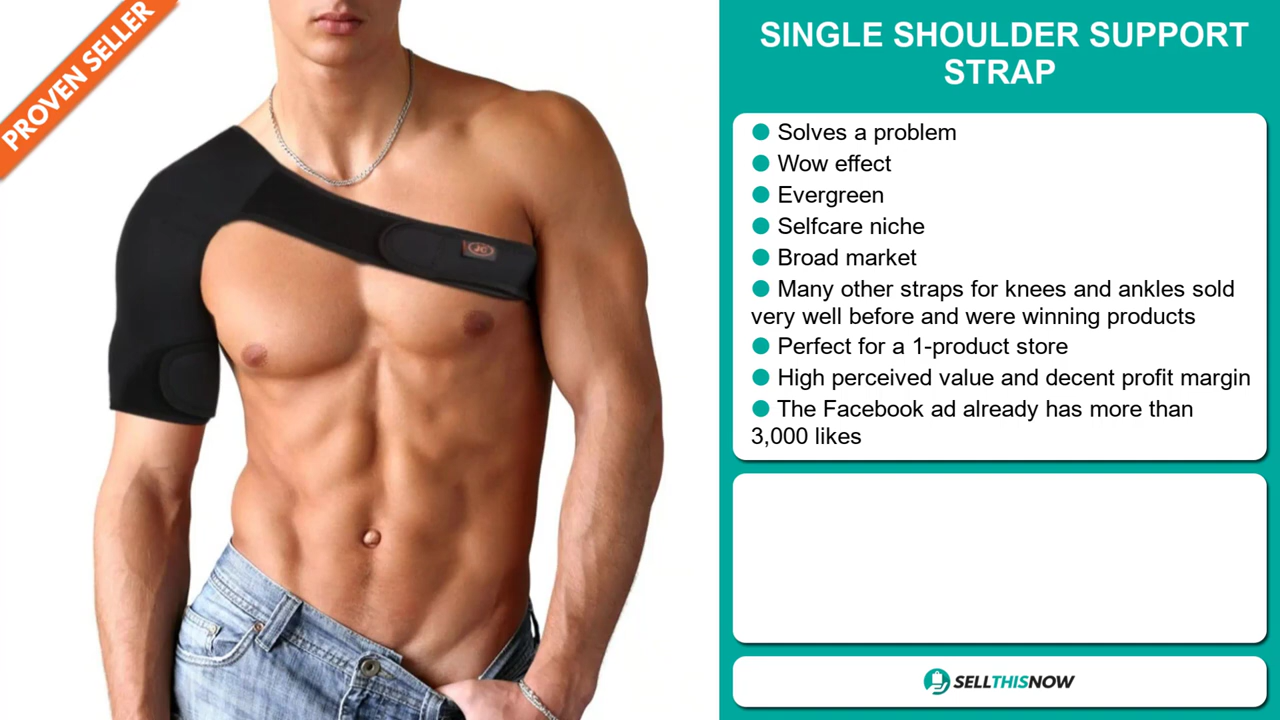 PROVEN SELLER
SINGLE SHOULDER SUPPORT
STRAP
Solves a problem
Wow effect
Evergreen
Selfcare niche
Broad market
Many other straps for knees and ankles sold
very well before and were winning products
Perfect for a 1-product store
High perceived value and decent profit margin
The Facebook ad already has more than
3,000 likes
JC
SELLTHISNOW